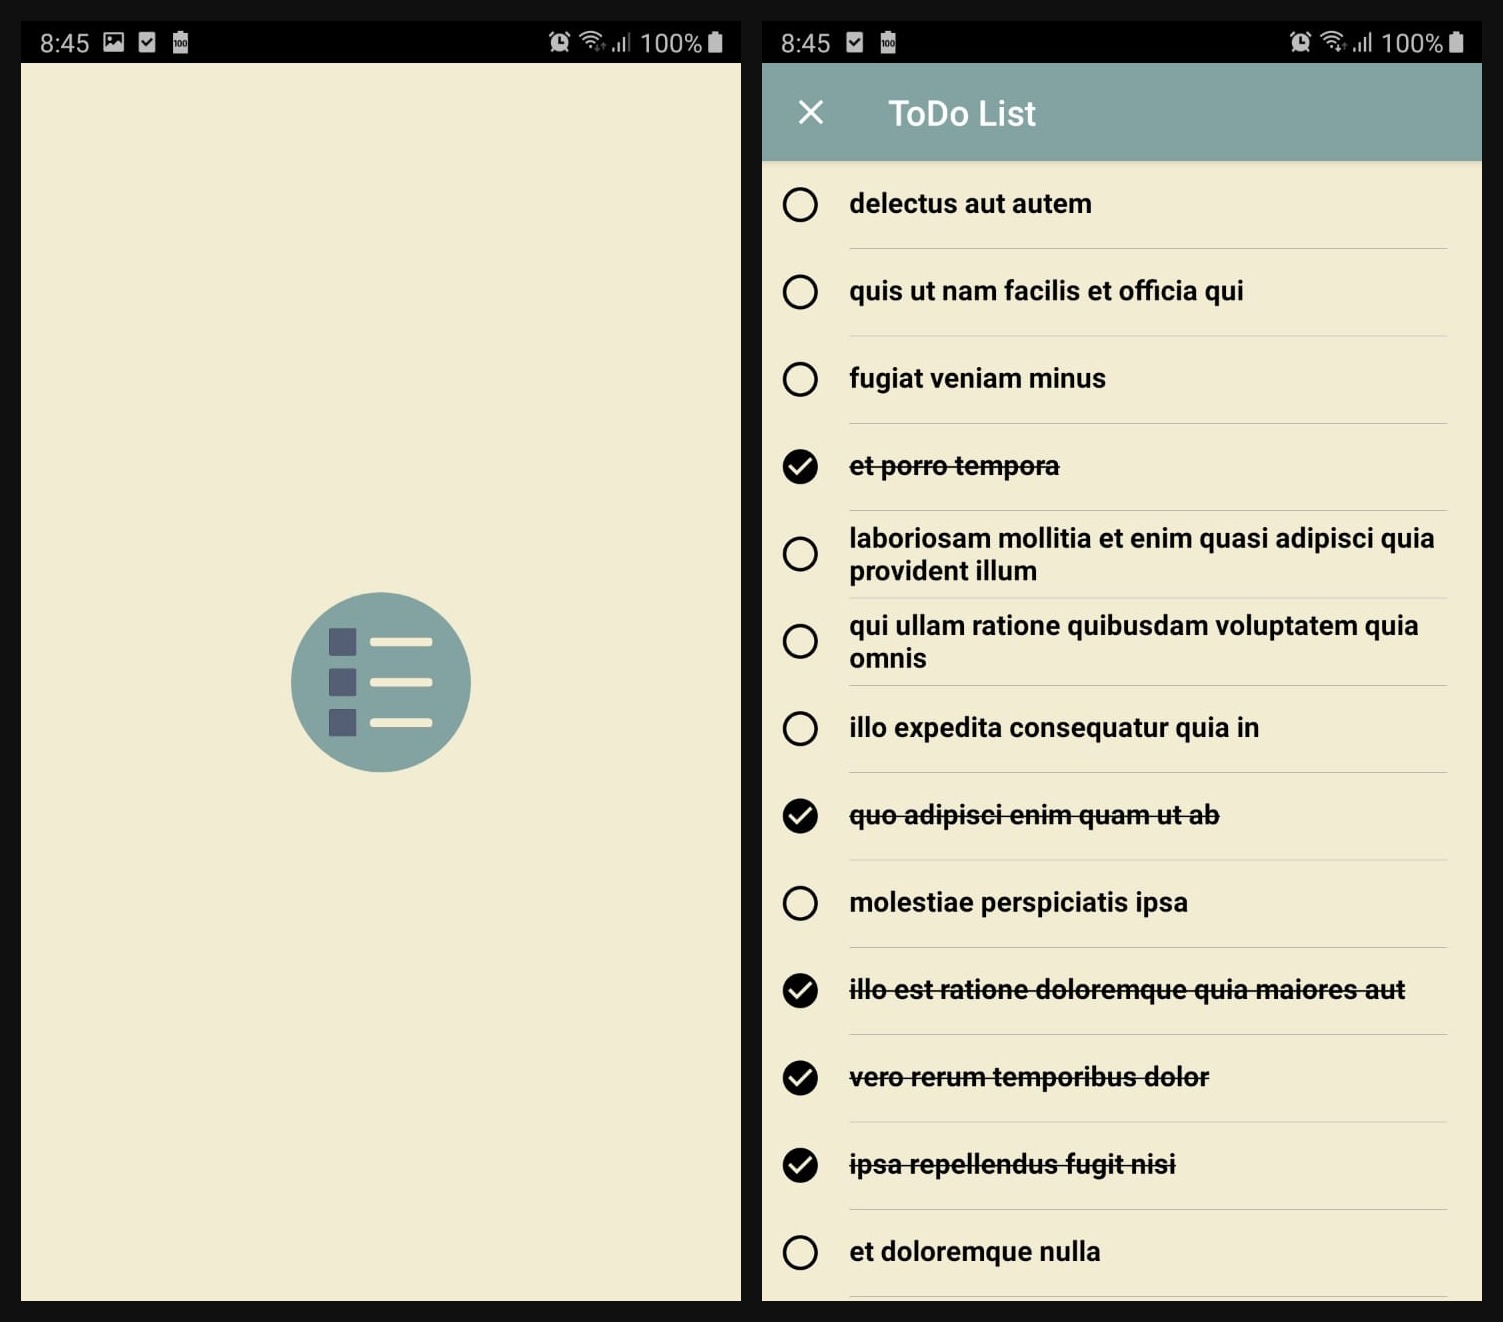 8:45 100 100%
8:45 100 100%
ToDo List
delectus aut autem
quis ut nam facilis et officia qui
fugiat veniam minus
et porro tempora
laboriosam mollitia et enim quasi adipisci quia
provident illum
qui ullam ratione quibusdam voluptatem quia
omnis
illo expedita consequatur quia in
quo adipisci enim quam ut ab
molestiae perspiciatis ipsa
illo est ratione doloremque quia maiores aut
vero rerum temporibus dolor
ipsa repellendus fugit nisi
et doloremque nulla